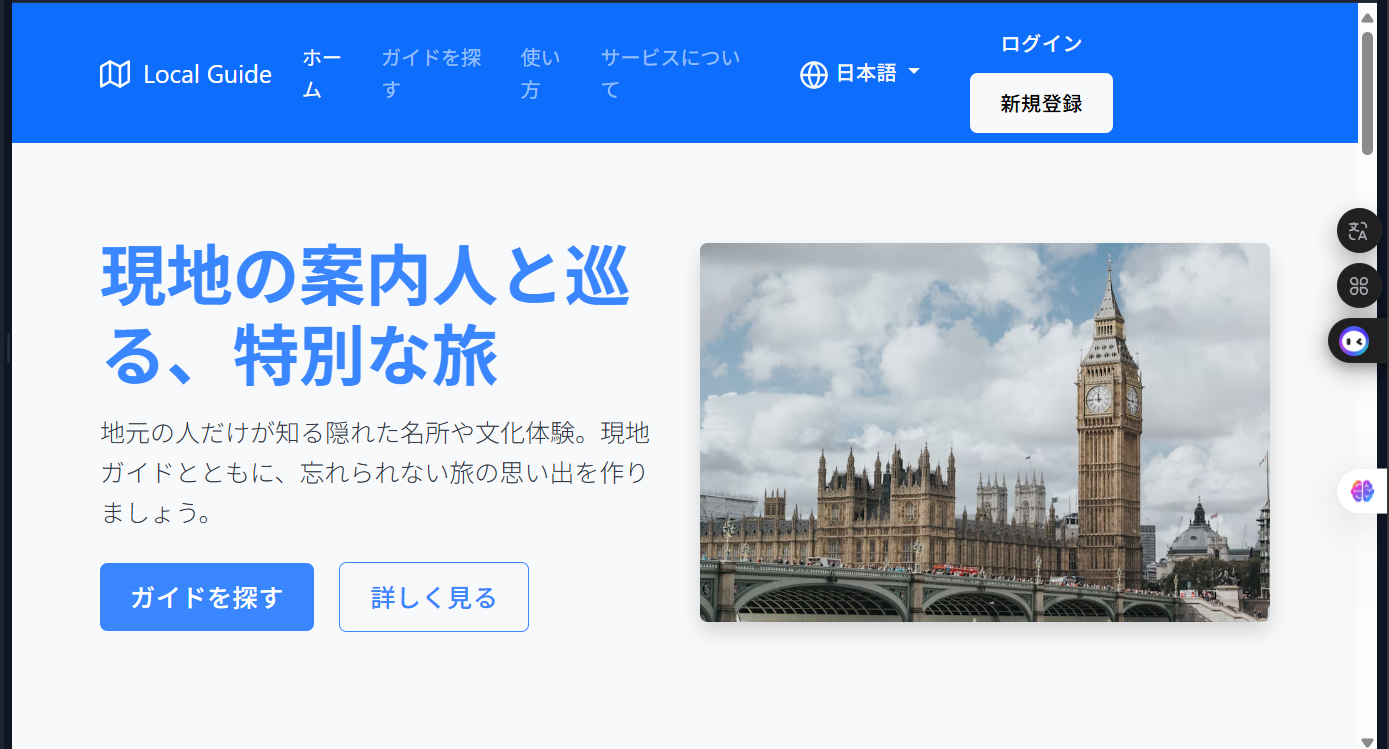 Local Guide
ホー
ム
ガイドを探
す
使い
方
サービスについ
て
日本語
ログイン
新規登録
現地の案内人と巡
る、特別な旅
地元の人だけが知る隠れた名所や文化体験。現地
ガイドとともに、忘れられない旅の思い出を作り
ましょう。
ガイドを探す
詳しく見る